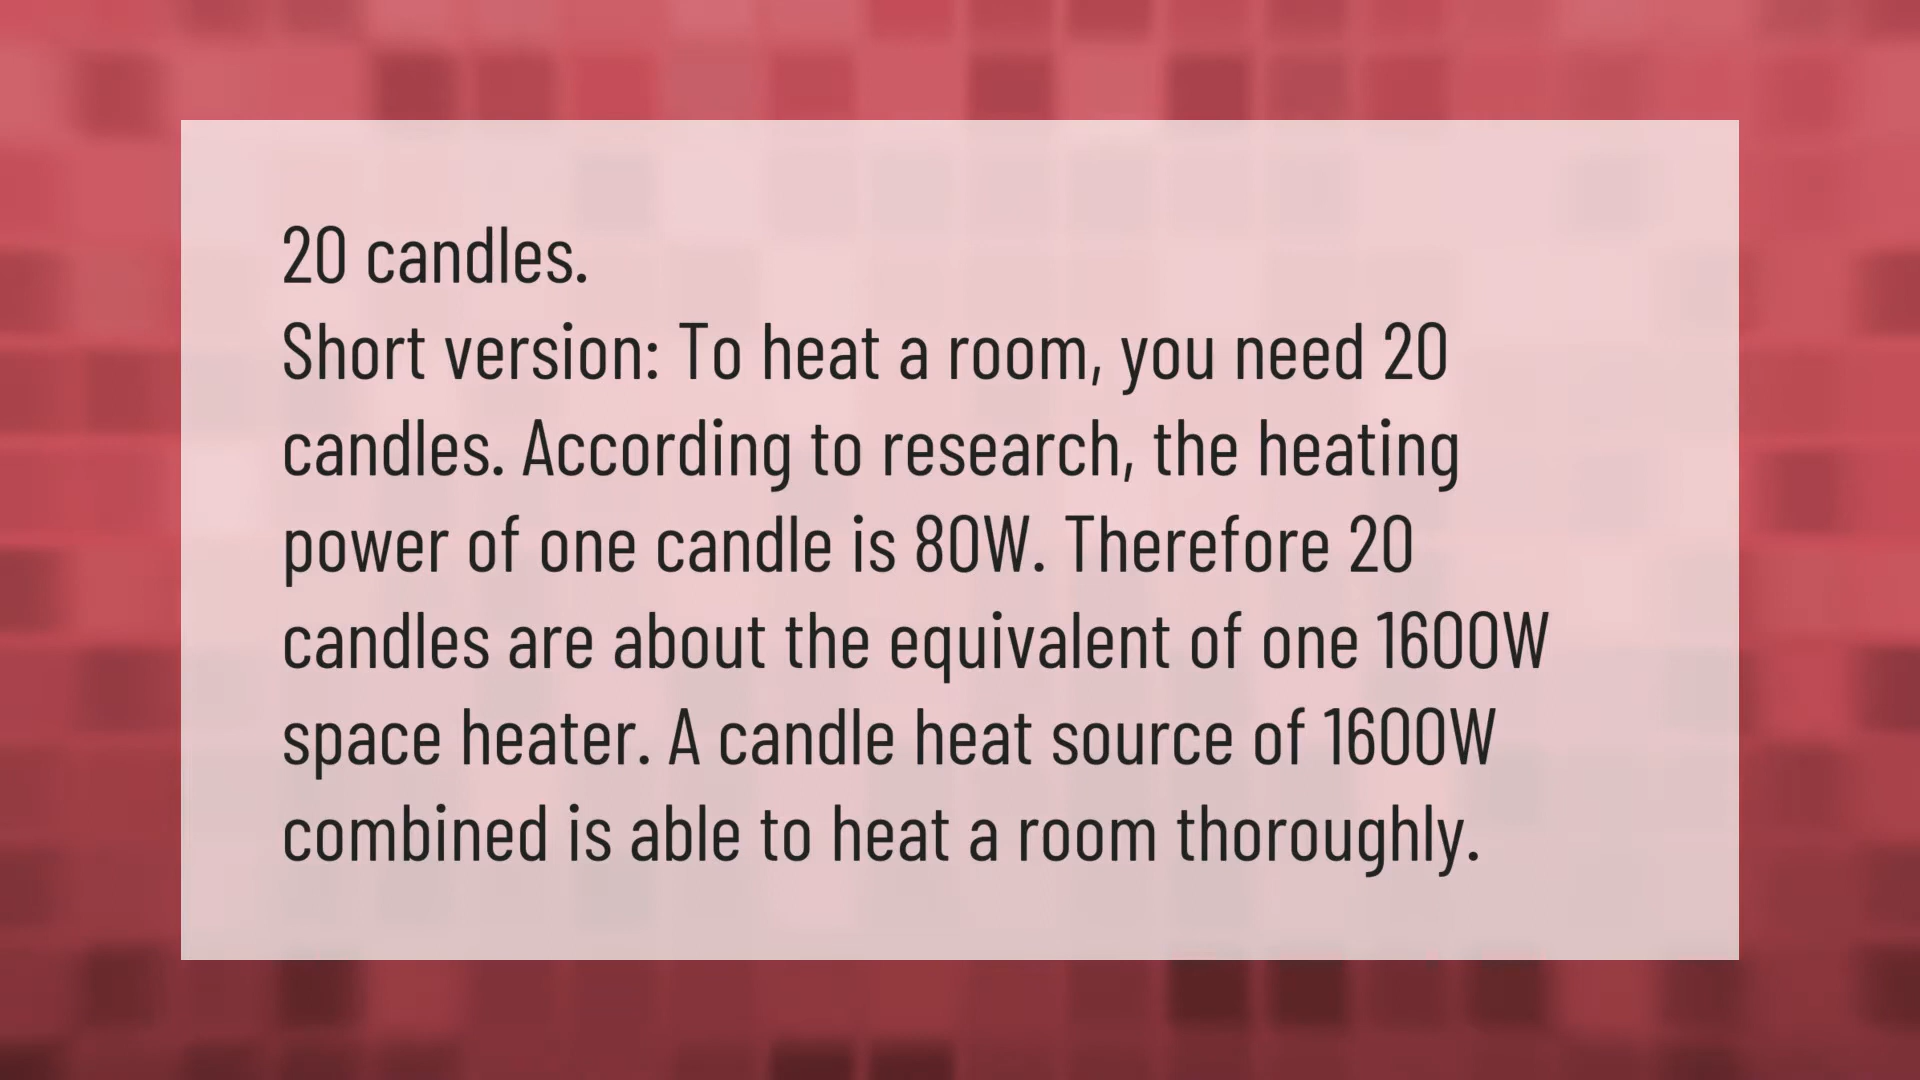 20 candles.
Short version: To heat a room, you need 20
candles. According to research, the heating
power of one candle is 80W. Therefore 20
candles are about the equivalent of one 1600W
space heater. A candle heat source of 1600W
combined is able to heat a room thoroughly.